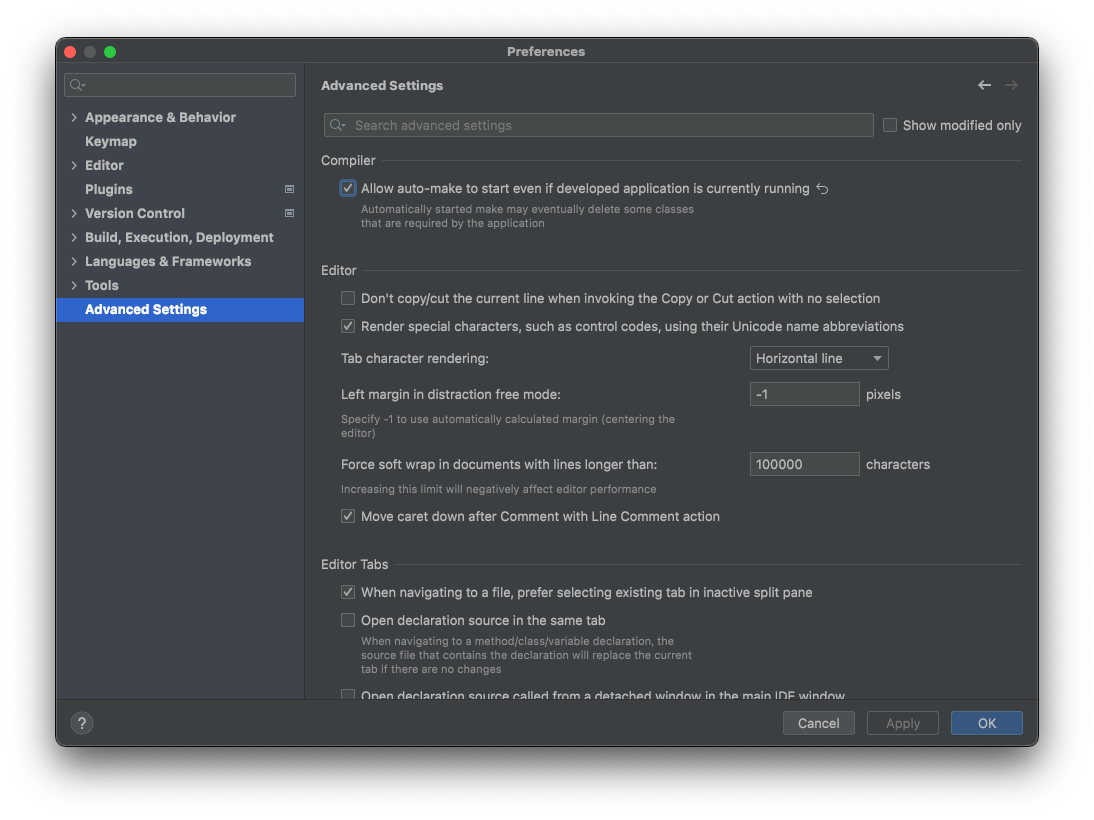 Preferences
Appearance & Behavior
Keymap
Editor
Plugins
Version Control
Build, Execution, Deployment
Languages & Frameworks
Tools
Advanced Settings
Advanced Settings
Search advanced settings
Show modified only
Compiler
Allow auto-make to start even if developed application is currently running
Automatically started make may eventually delete some classes
that are required by the application
Editor
Don't copy/cut the current line when invoking the Copy or Cut action with no selection
Render special characters, such as control codes, using their Unicode name abbreviations
Tab character rendering: Horizontal line
Left margin in distraction free mode: -1 pixels
Specify -1 to use automatically calculated margin (centering the
editor)
Force soft wrap in documents with lines longer than: 100000 characters
Increasing this limit will negatively affect editor performance
Move caret down after Comment with Line Comment action
Editor Tabs
When navigating to a file, prefer selecting existing tab in inactive split pane
Open declaration source in the same tab
When navigating to a method/class/variable declaration, the
source file that contains the declaration will replace the current
tab if there are no changes
Open declaration source called from a detached window in the main IDE window
? Cancel Apply OK